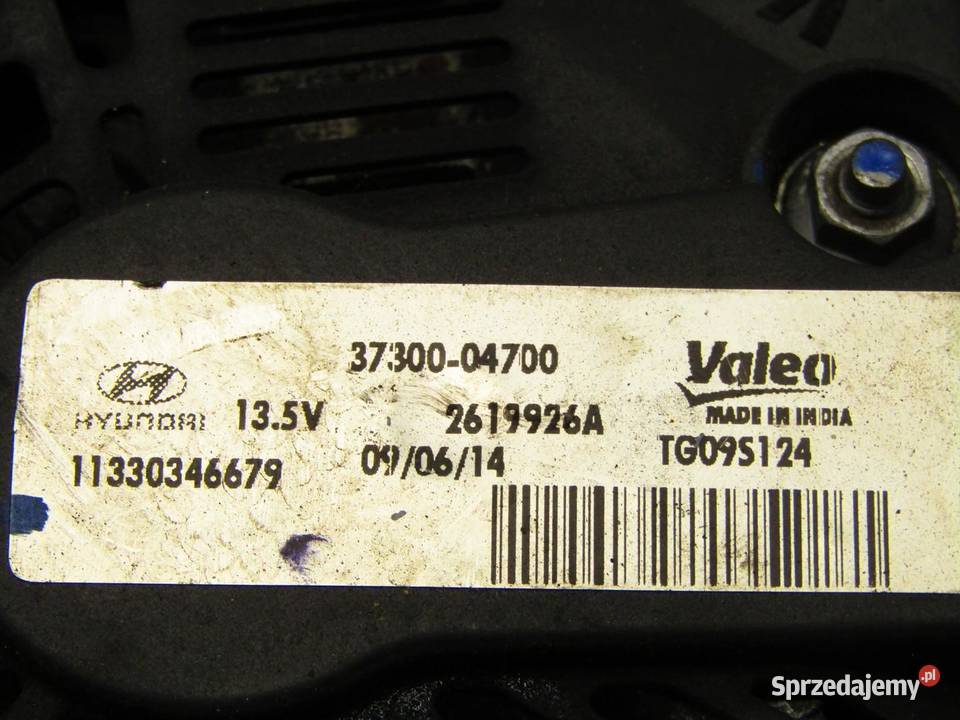 37300-04700
Valeo
HYUNDAI 13.5V 2619926A MADE IN INDIA
11330346679 09/06/14 TG09S124
Sprzedajemy.pl